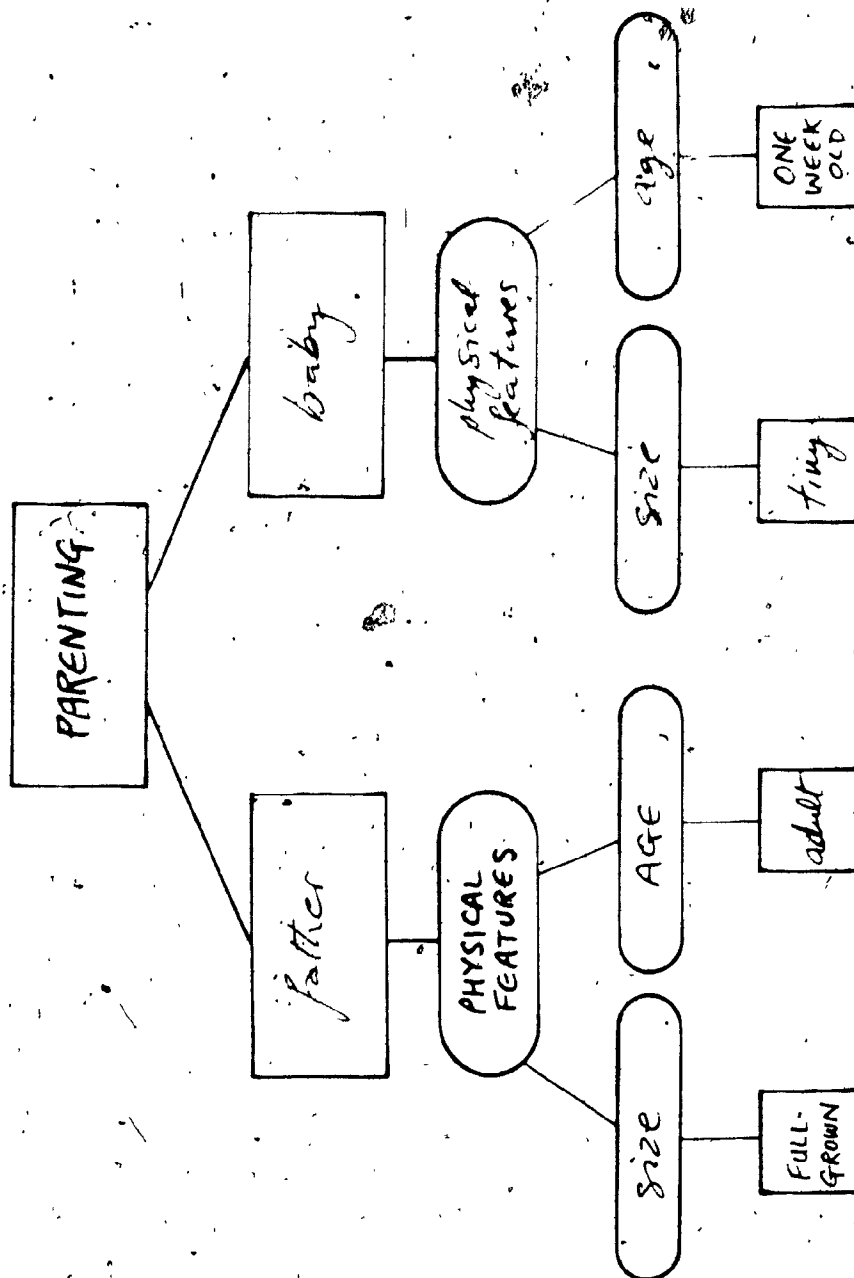 PARENTING
father
baby
PHYSICAL
FEATURES
physical
features
size
AGE
size
age
FULL-
GROWN
adult
tiny
ONE
WEEK
OLD